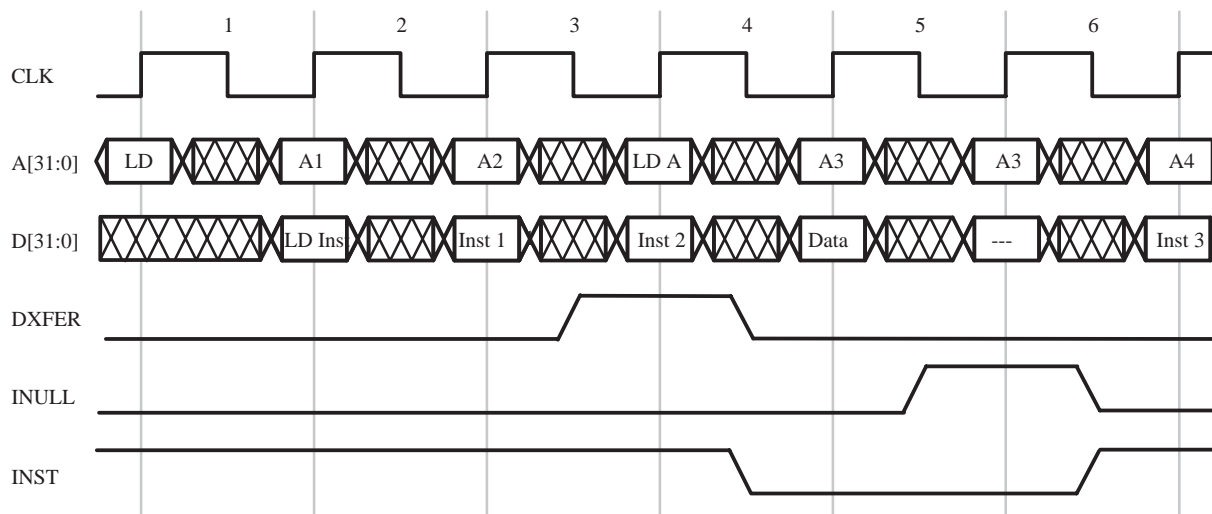 1 2 3 4 5 6
CLK
A[31:0] LD A1 A2 LD A A3 A3 A4
D[31:0] LD Inst Inst 1 Inst 2 Data --- Inst 3
DXFER
INULL
INST